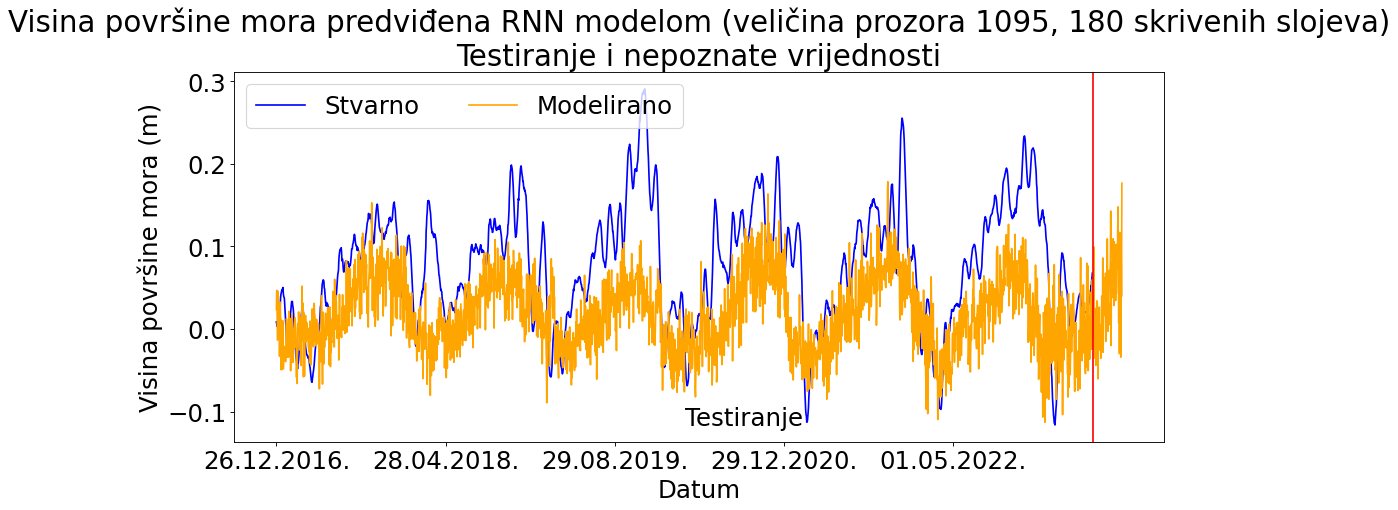 Visina površine mora predviđena RNN modelom (veličina prozora 1095, 180 skrivenih slojeva)
Testiranje i nepoznate vrijednosti
Stvarno Modelirano
Visina površine mora (m)
0.3
0.2
0.1
0.0
−0.1
Testiranje
26.12.2016. 28.04.2018. 29.08.2019. 29.12.2020. 01.05.2022.
Datum